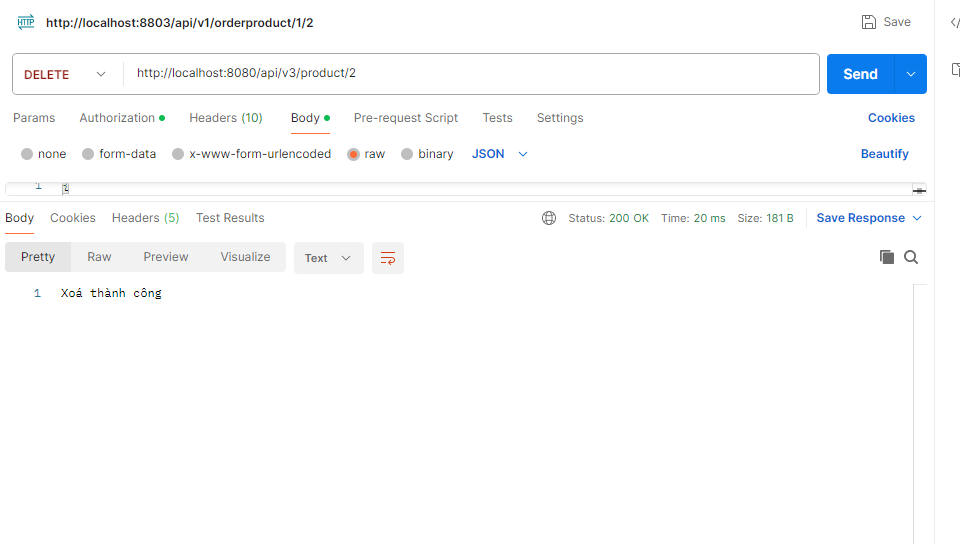 HTTP http://localhost:8803/api/v1/orderproduct/1/2 Save
DELETE http://localhost:8080/api/v3/product/2 Send
Params Authorization Headers (10) Body Pre-request Script Tests Settings Cookies
none form-data x-www-form-urlencoded raw binary JSON Beautify
1
Body Cookies Headers (5) Test Results Status: 200 OK Time: 20 ms Size: 181 B Save Response
Pretty Raw Preview Visualize Text
1 Xoá thành công